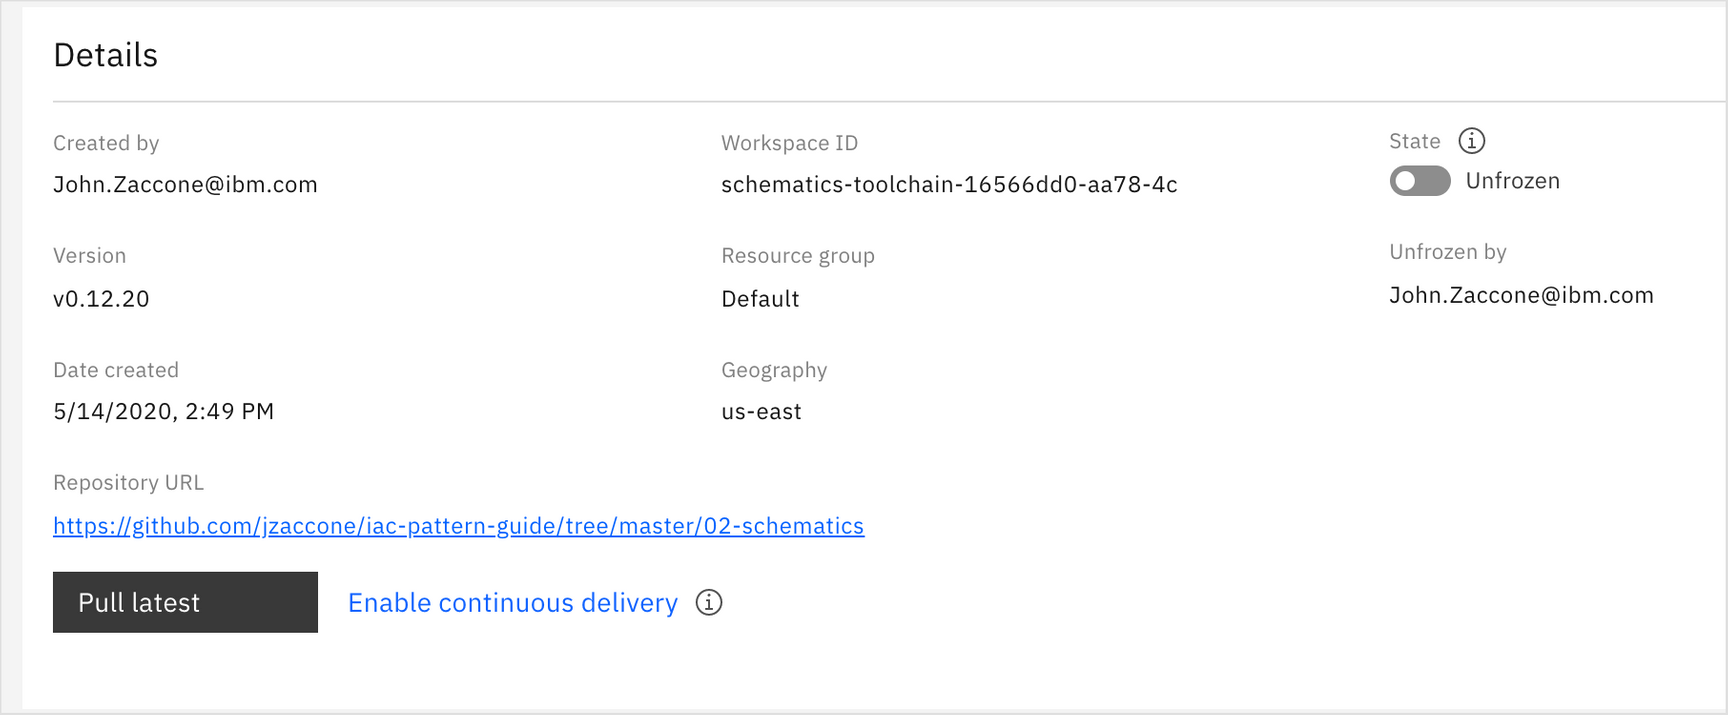 Details
Created by
John.Zaccone@ibm.com
Workspace ID
schematics-toolchain-16566dd0-aa78-4c
State
Unfrozen
Version
v0.12.20
Resource group
Default
Unfrozen by
John.Zaccone@ibm.com
Date created
5/14/2020, 2:49 PM
Geography
us-east
Repository URL
https://github.com/jzaccone/iac-pattern-guide/tree/master/02-schematics
Pull latest
Enable continuous delivery